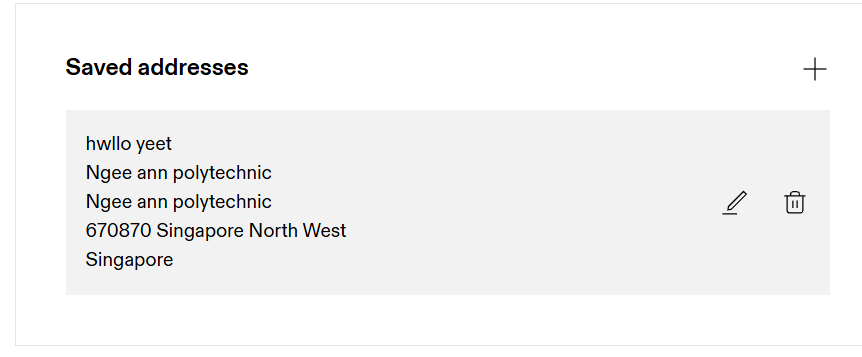 Saved addresses
hwllo yeet
Ngee ann polytechnic
Ngee ann polytechnic
670870 Singapore North West
Singapore